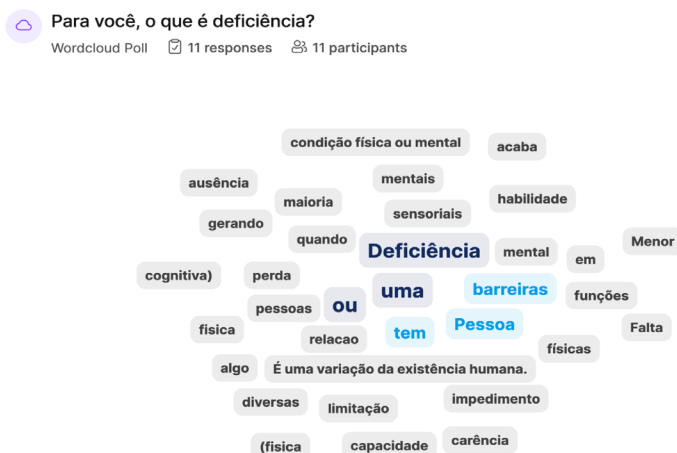 Para você, o que é deficiência?
Wordcloud Poll 11 responses 11 participants
condição física ou mental acaba
ausência mentais
maioria habilidade
gerando sensoriais
quando Deficiência mental em Menor
cognitiva) perda
pessoas ou uma barreiras funções
fisica relacao tem Pessoa Falta
físicas
algo É uma variação da existência humana.
diversas limitação impedimento
(fisica capacidade carência